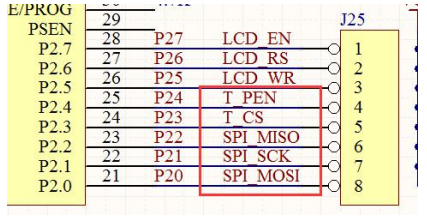 E/PROG
29
J25
PSEN
P2.7 28 P27 LCD_EN 1
P2.6 27 P26 LCD_RS 2
P2.5 26 P25 LCD_WR 3
P2.4 25 P24 T_PEN 4
P2.3 24 P23 T_CS 5
P2.2 23 P22 SPI_MISO 6
P2.1 22 P21 SPI_SCK 7
P2.0 21 P20 SPI_MOSI 8